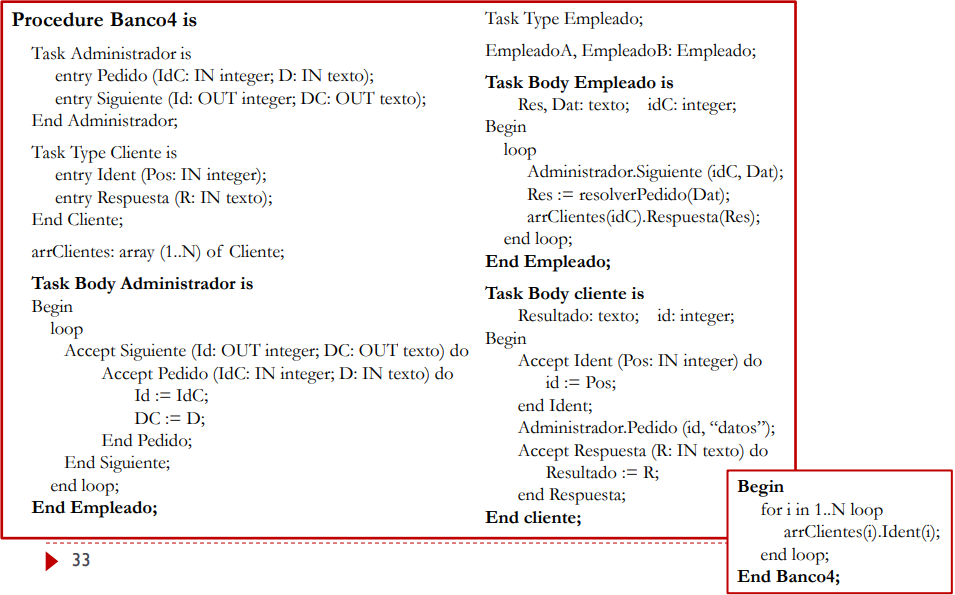 Procedure Banco4 is
Task Administrador is
entry Pedido (IdC: IN integer; D: IN texto);
entry Siguiente (Id: OUT integer; DC: OUT texto);
End Administrador;
Task Type Cliente is
entry Ident (Pos: IN integer);
entry Respuesta (R: IN texto);
End Cliente;
arrClientes: array (1..N) of Cliente;
Task Body Administrador is
Begin
loop
Accept Siguiente (Id: OUT integer; DC: OUT texto) do
Accept Pedido (IdC: IN integer; D: IN texto) do
Id := IdC;
DC := D;
End Pedido;
End Siguiente;
end loop;
End Empleado;
Task Type Empleado;
EmpleadoA, EmpleadoB: Empleado;
Task Body Empleado is
Res, Dat: texto; idC: integer;
Begin
loop
Administrador.Siguiente (idC, Dat);
Res := resolverPedido(Dat);
arrClientes(idC).Respuesta(Res);
end loop;
End Empleado;
Task Body cliente is
Resultado: texto; id: integer;
Begin
Accept Ident (Pos: IN integer) do
id := Pos;
end Ident;
Administrador.Pedido (id, “datos”);
Accept Respuesta (R: IN texto) do
Resultado := R;
end Respuesta;
End cliente;
Begin
for i in 1..N loop
arrClientes(i).Ident(i);
end loop;
End Banco4;
33